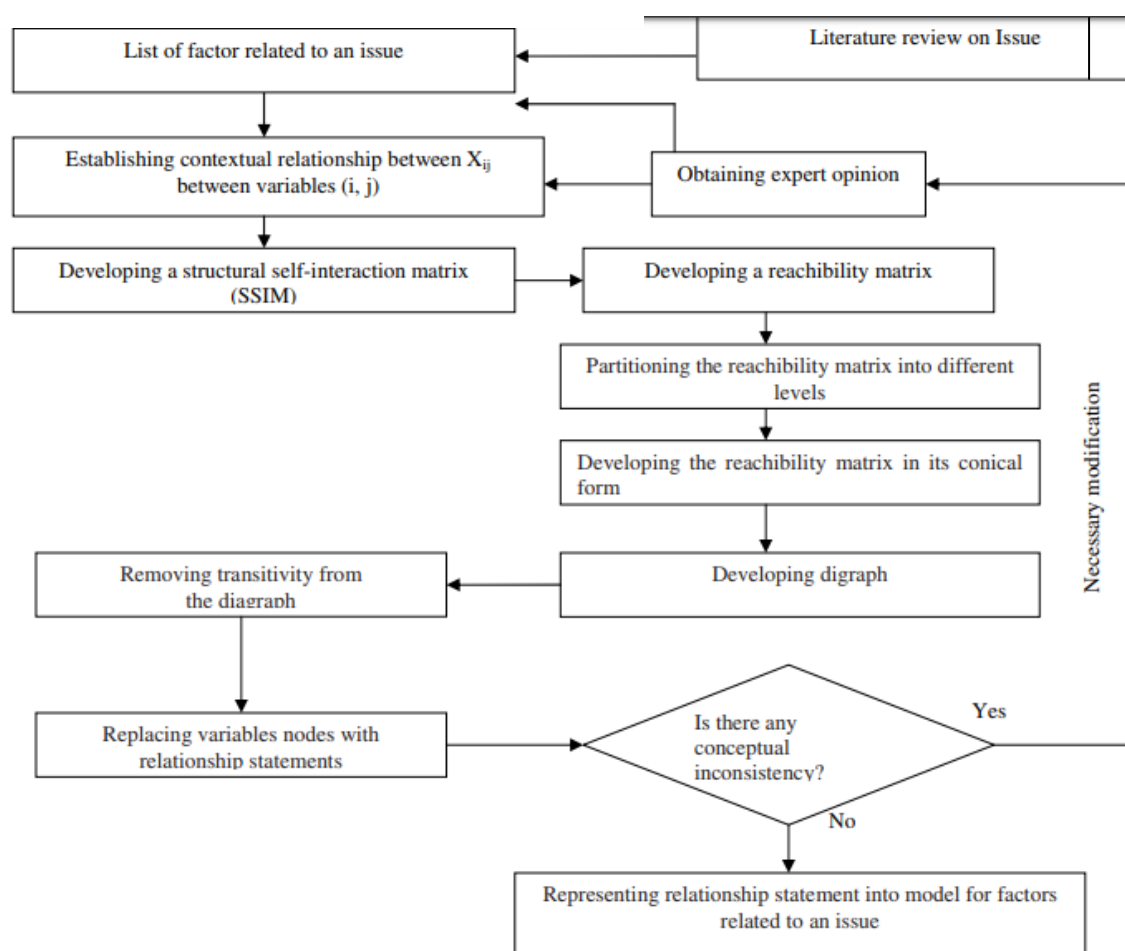 List of factor related to an issue
Literature review on Issue
Establishing contextual relationship between Xij
between variables (i, j)
Obtaining expert opinion
Developing a structural self-interaction matrix
(SSIM)
Developing a reachibility matrix
Partitioning the reachibility matrix into different
levels
Developing the reachibility matrix in its conical
form
Necessary modification
Removing transitivity from
the diagraph
Developing digraph
Replacing variables nodes with
relationship statements
Is there any
conceptual
inconsistency?
Yes
No
Representing relationship statement into model for factors
related to an issue